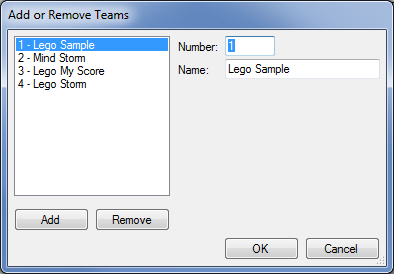 Add or Remove Teams
1 - Lego Sample
2 - Mind Storm
3 - Lego My Score
4 - Lego Storm
Number: 1
Name: Lego Sample
Add
Remove
OK
Cancel